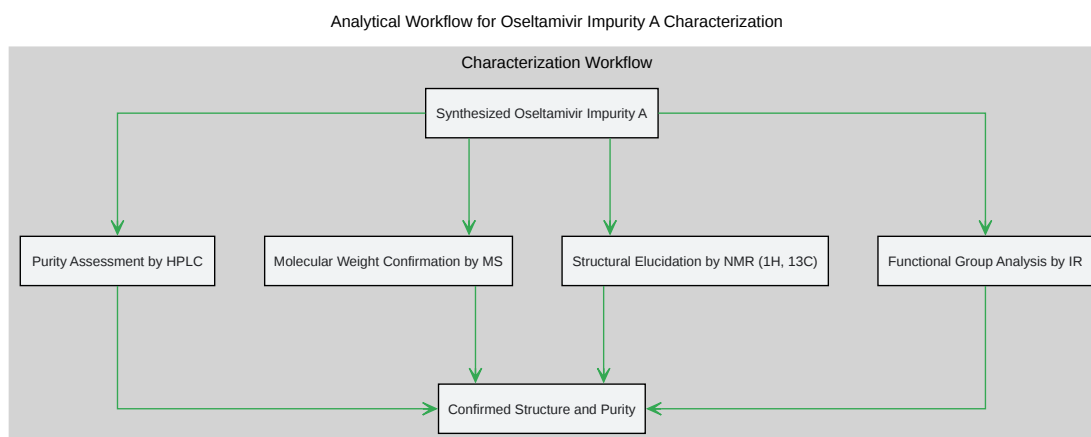 Analytical Workflow for Oseltamivir Impurity A Characterization
Characterization Workflow
Synthesized Oseltamivir Impurity A
Purity Assessment by HPLC
Molecular Weight Confirmation by MS
Structural Elucidation by NMR (1H, 13C)
Functional Group Analysis by IR
Confirmed Structure and Purity